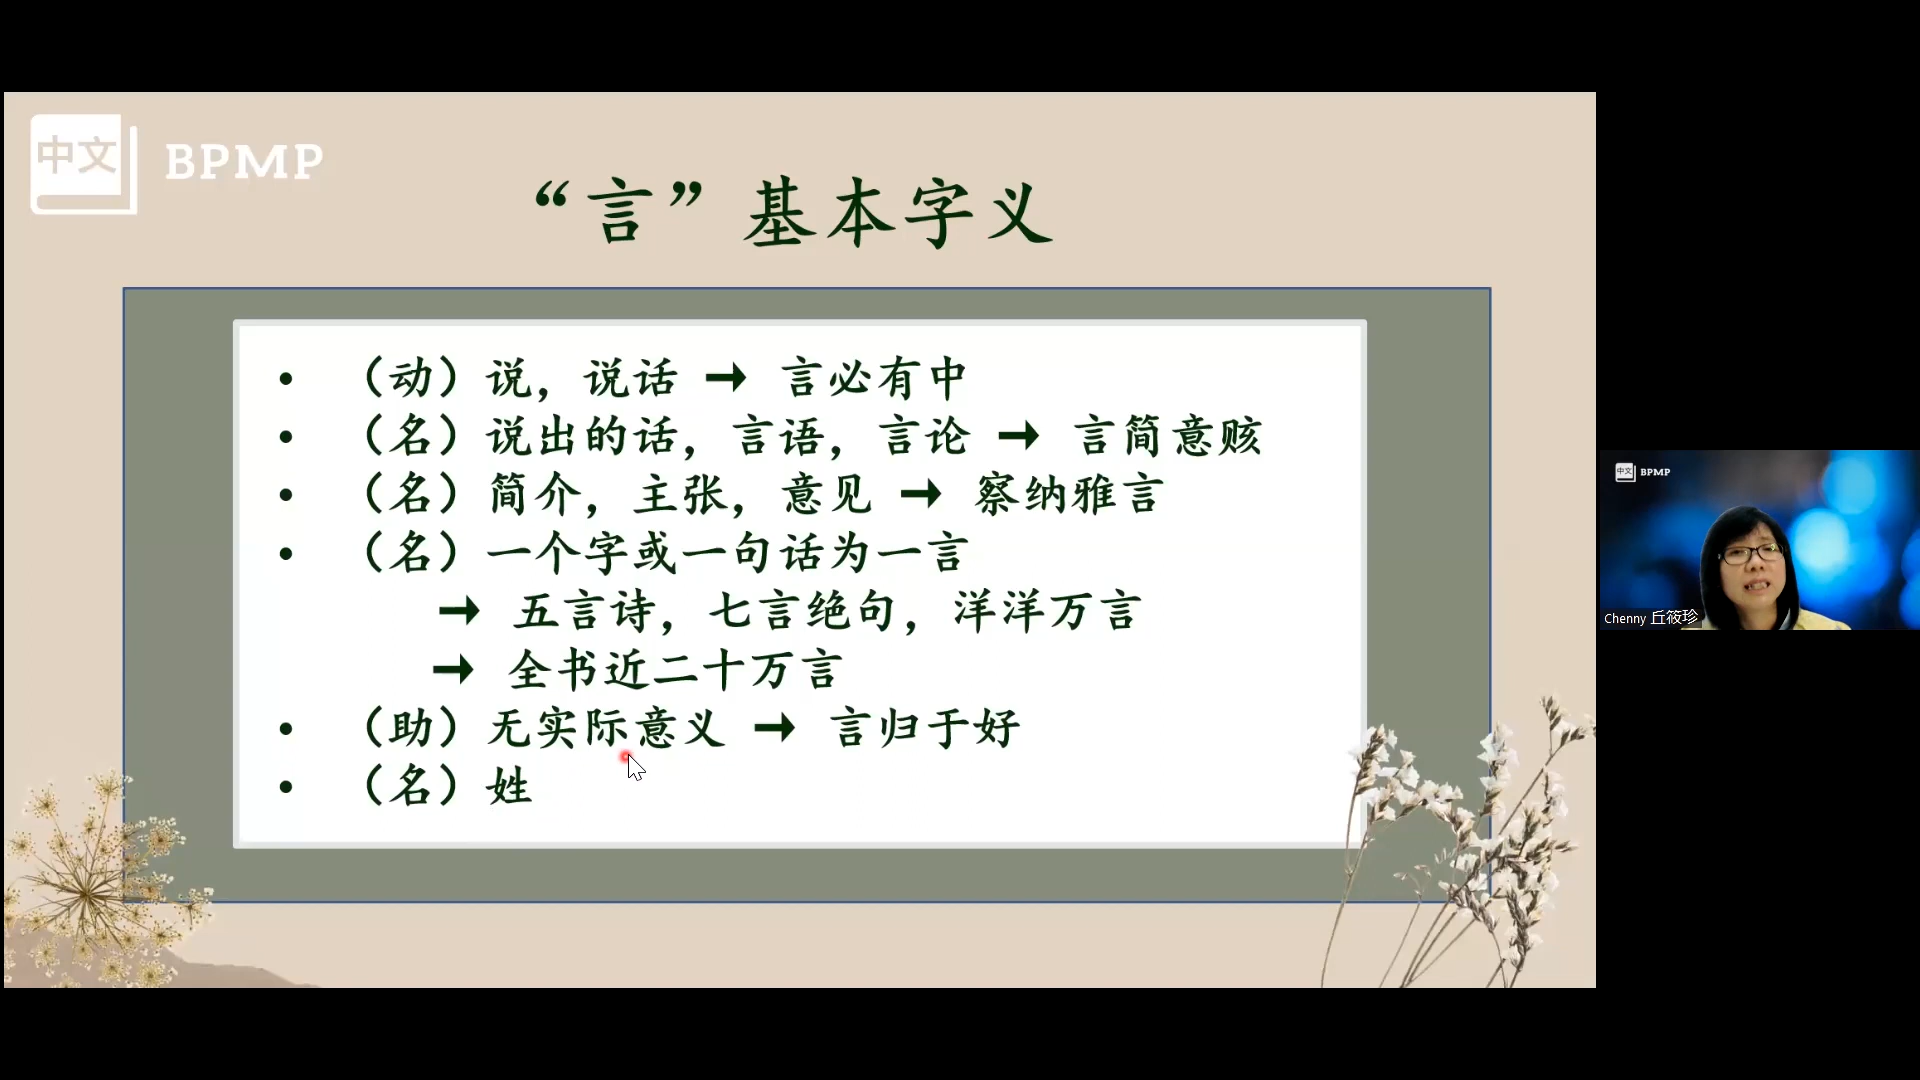 中文 BPMP
“言”基本字义
• （动）说，说话 → 言必有中
• （名）说出的话，言语，言论 → 言简意赅
• （名）简介，主张，意见 → 察纳雅言
• （名）一个字或一句话为一言
→ 五言诗，七言绝句，洋洋万言
→ 全书近二十万言
• （助）无实际意义 → 言归于好
• （名）姓
中文 BPMP
Chenny 丘筱珍